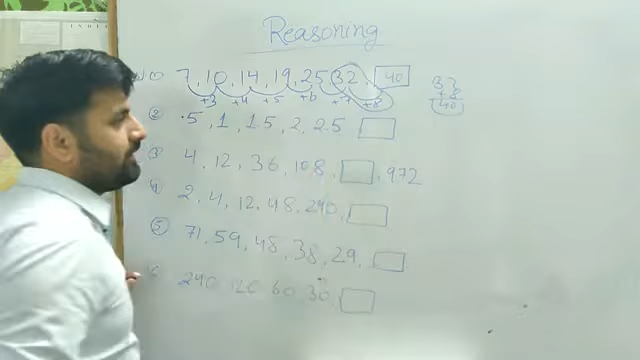 Reasoning
① 7, 10, 14, 19, 25, 32, 40
+3 +4 +5 +6 +7 +8
32
+8
40
② .5, 1, 1.5, 2, 2.5
③ 4, 12, 36, 108, , 972
4 2, 4, 12, 48, 240,
⑤ 71, 59, 48, 38, 29,
6 240 120 60 30,